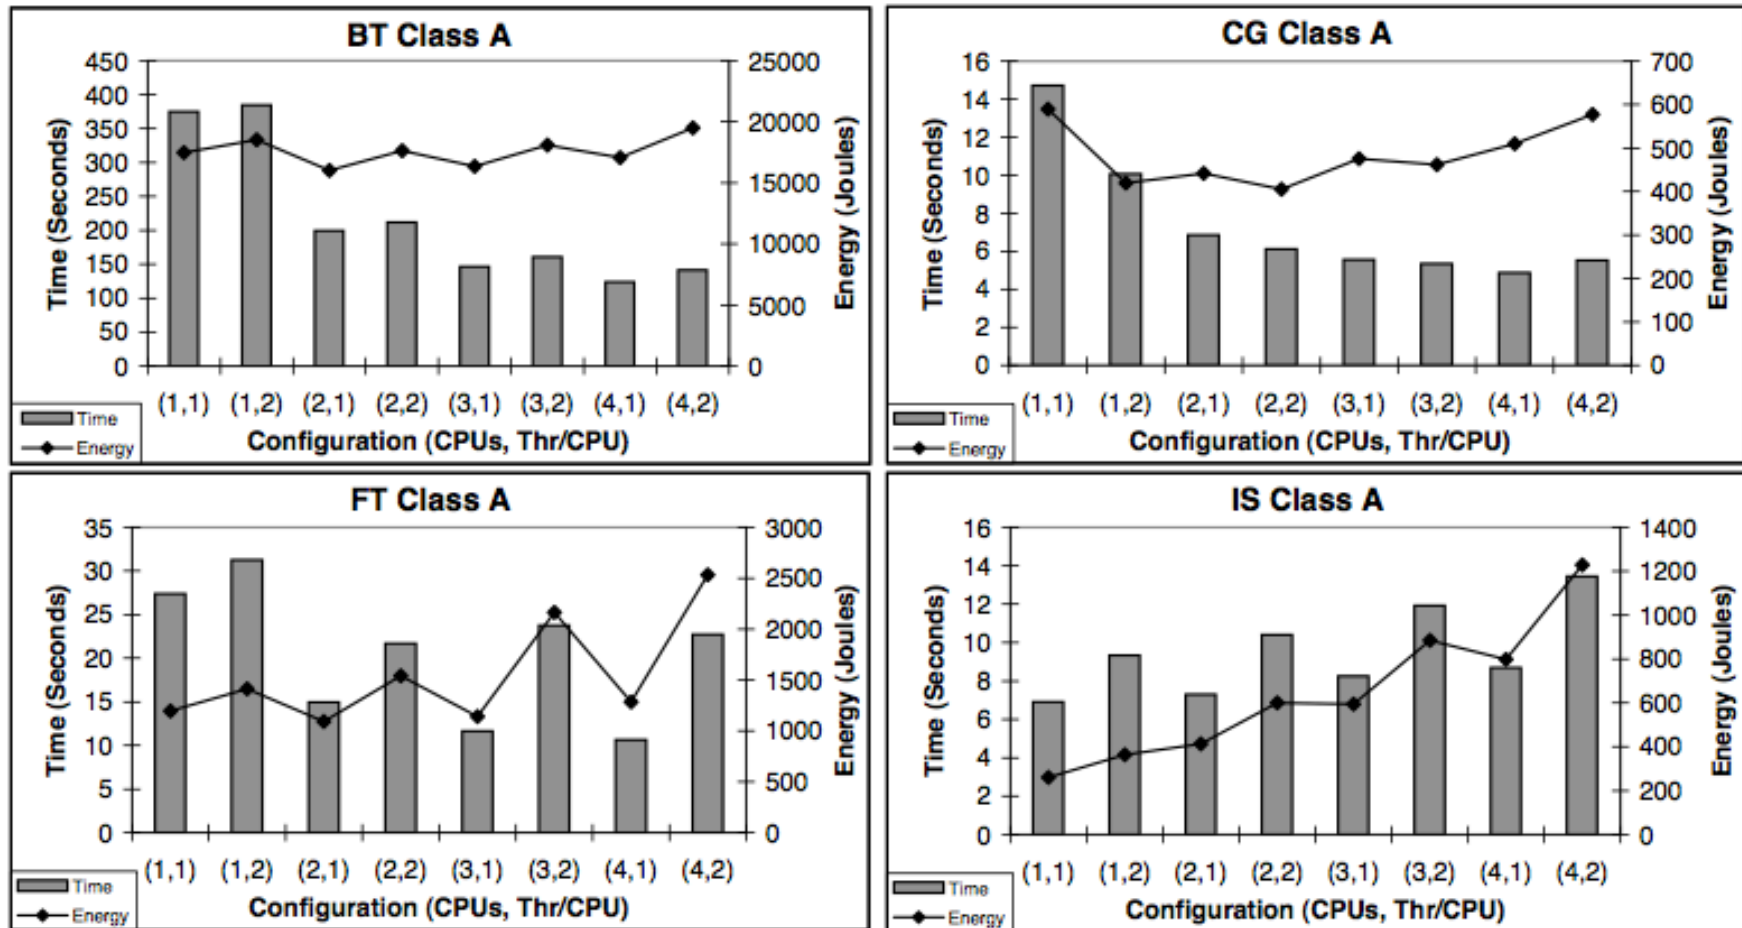 BT Class A
450
400
350
300
250
200
150
100
50
0
Time (Seconds)
25000
20000
15000
10000
5000
0
Energy (Joules)
(1,1) (1,2) (2,1) (2,2) (3,1) (3,2) (4,1) (4,2)
Configuration (CPUs, Thr/CPU)
Time
Energy
CG Class A
16
14
12
10
8
6
4
2
0
Time (Seconds)
700
600
500
400
300
200
100
0
Energy (Joules)
(1,1) (1,2) (2,1) (2,2) (3,1) (3,2) (4,1) (4,2)
Configuration (CPUs, Thr/CPU)
Time
Energy
FT Class A
35
30
25
20
15
10
5
0
Time (Seconds)
3000
2500
2000
1500
1000
500
0
Energy (Joules)
(1,1) (1,2) (2,1) (2,2) (3,1) (3,2) (4,1) (4,2)
Configuration (CPUs, Thr/CPU)
Time
Energy
IS Class A
16
14
12
10
8
6
4
2
0
Time (Seconds)
1400
1200
1000
800
600
400
200
0
Energy (Joules)
(1,1) (1,2) (2,1) (2,2) (3,1) (3,2) (4,1) (4,2)
Configuration (CPUs, Thr/CPU)
Time
Energy